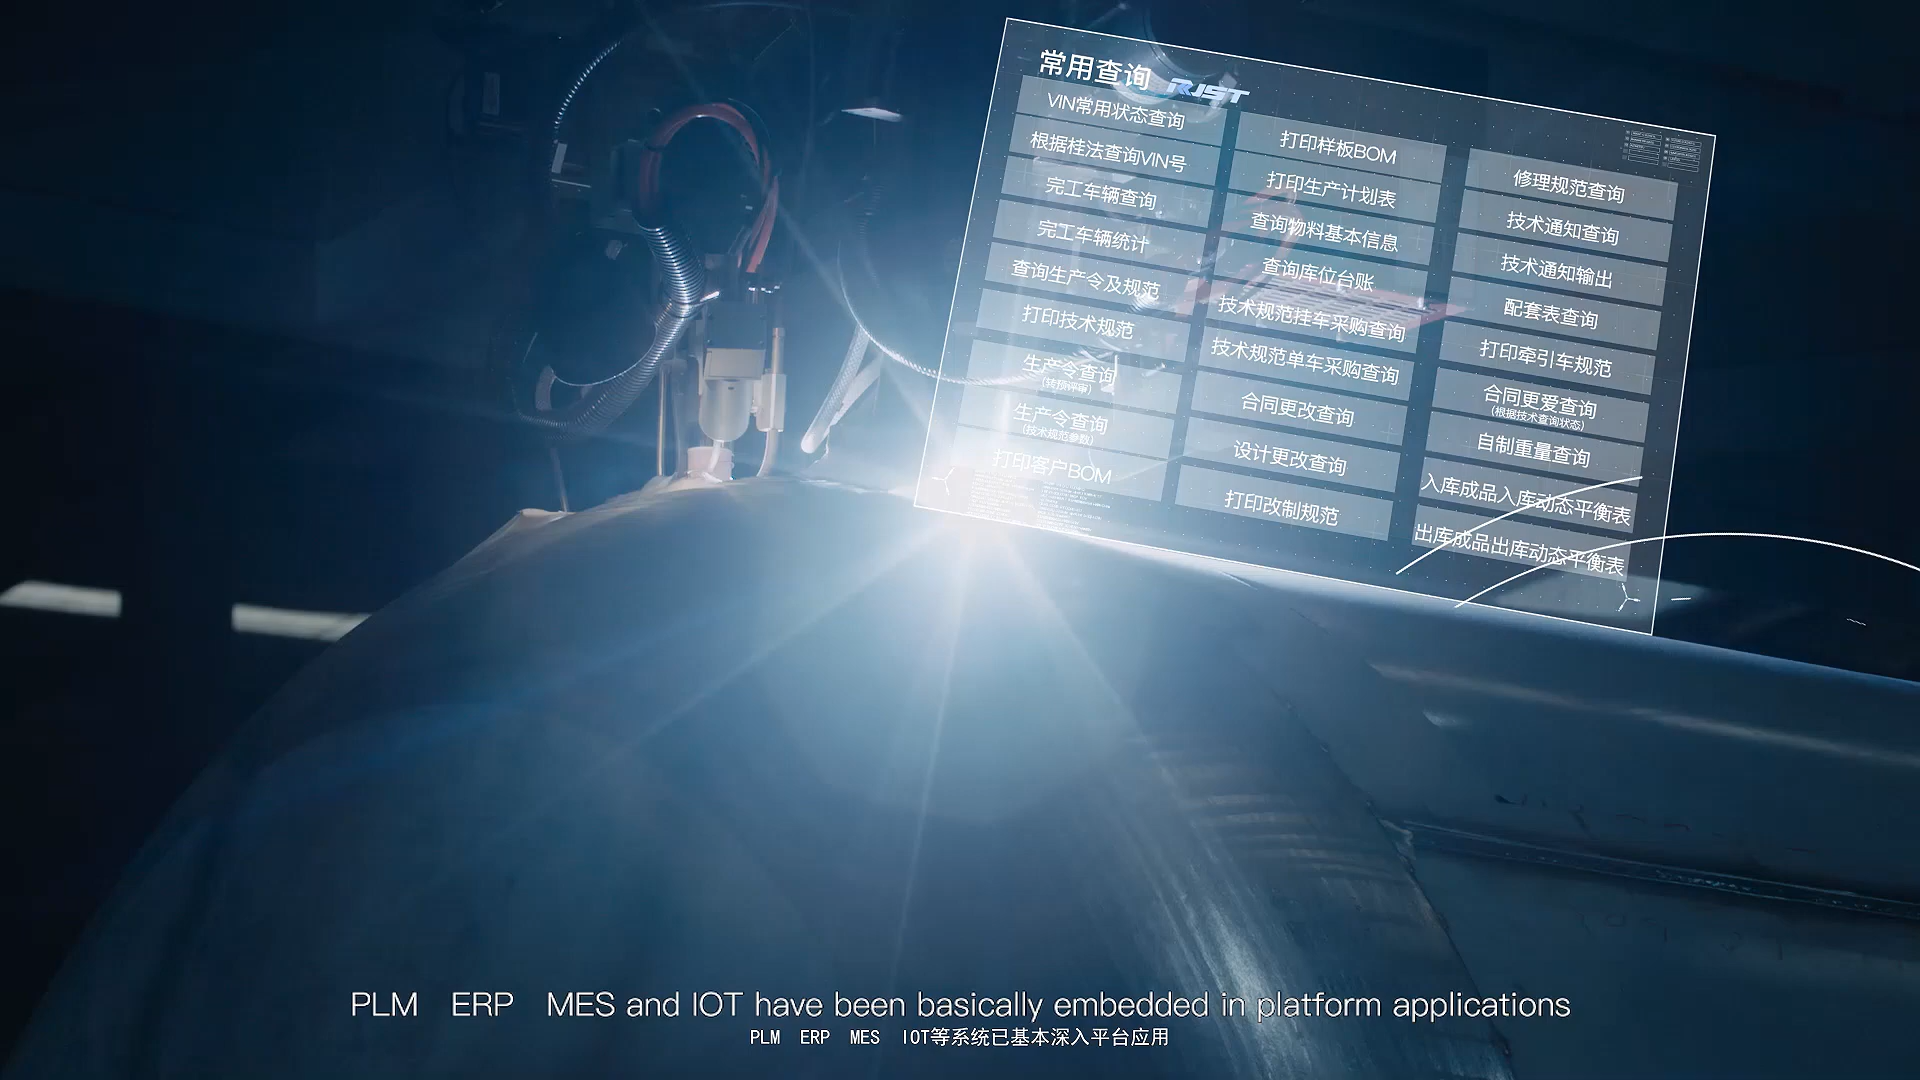 常用查询 RJST
VIN常用状态查询
根据桂法查询VIN号
完工车辆查询
完工车辆统计
查询生产令及规范
打印技术规范
生产令查询
(转预评审)
生产令查询
(技术规范参数)
打印客户BOM
打印样板BOM
打印生产计划表
查询物料基本信息
查询库位台账
技术规范挂车采购查询
技术规范单车采购查询
合同更改查询
设计更改查询
打印改制规范
修理规范查询
技术通知查询
技术通知输出
配套表查询
打印牵引车规范
合同更爱查询
(根据技术查询状态)
自制重量查询
入库成品入库动态平衡表
出库成品出库动态平衡表
PLM ERP MES and IOT have been basically embedded in platform applications
PLM ERP MES IOT等系统已基本深入平台应用